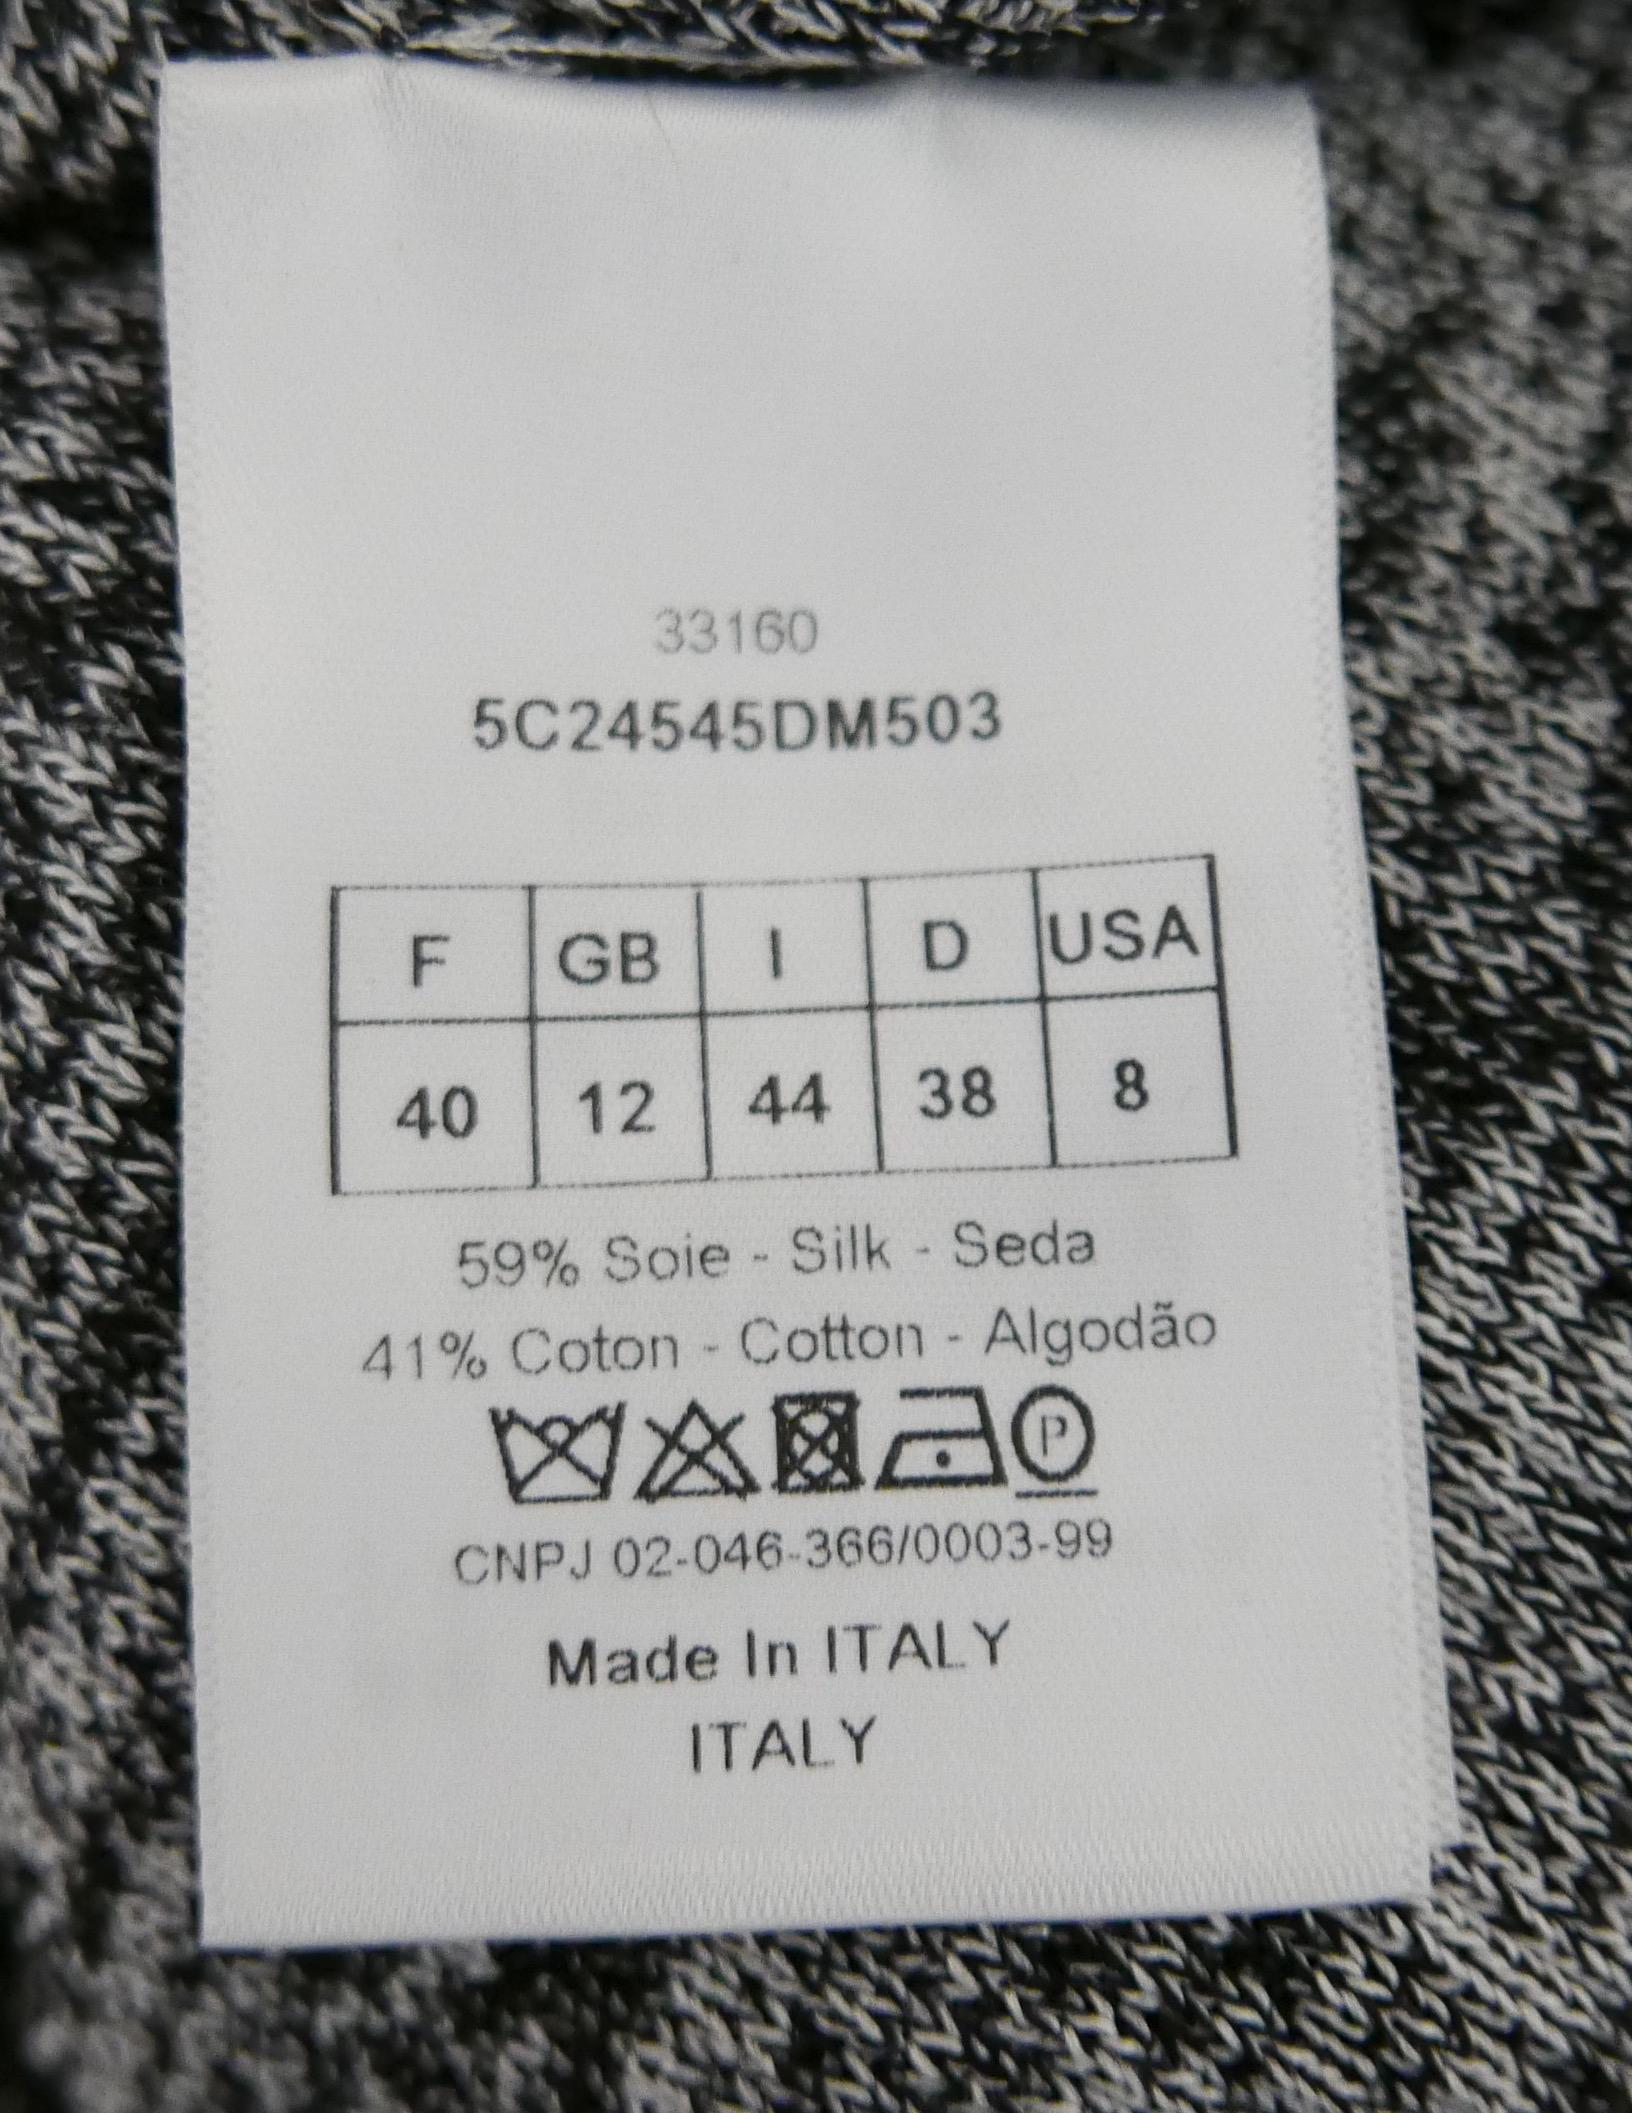 33160
5C24545DM503
F GB I D USA
40 12 44 38 8
59% Soie - Silk - Seda
41% Coton - Cotton - Algodão
P
CNPJ 02-046-366/0003-99
Made In ITALY
ITALY